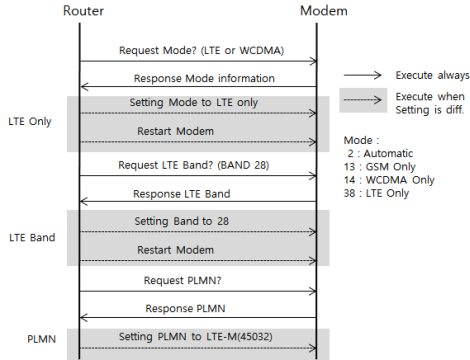 Router
Modem
Request Mode? (LTE or WCDMA)
Response Mode information
LTE Only
Setting Mode to LTE only
Restart Modem
Request LTE Band? (BAND 28)
Response LTE Band
LTE Band
Setting Band to 28
Restart Modem
Request PLMN?
Response PLMN
PLMN
Setting PLMN to LTE-M(45032)
Execute always
Execute when
Setting is diff.
Mode :
2 : Automatic
13 : GSM Only
14 : WCDMA Only
38 : LTE Only